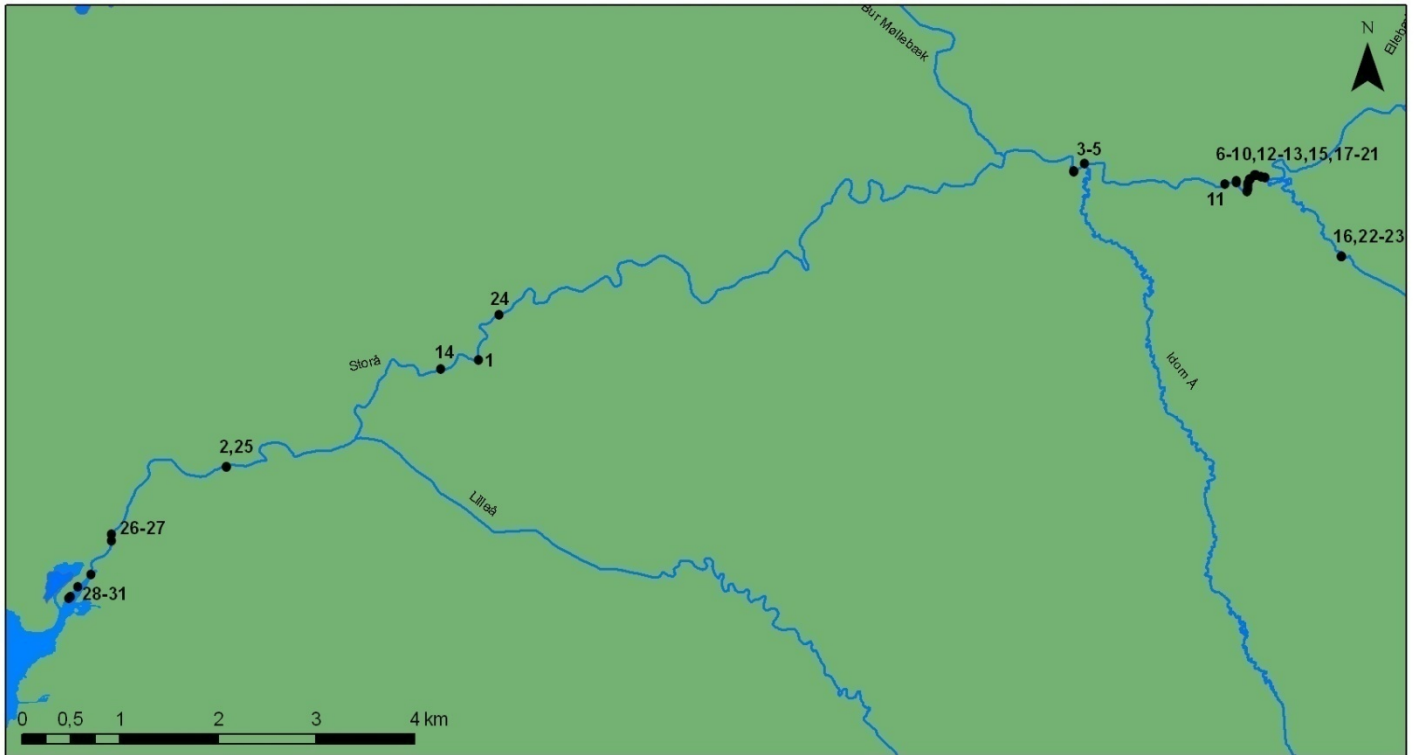 Bur Møllebæk
N
3-5
6-10,12-13,15,17-21
11
16,22-23
24
14
1
Storå
Idom Å
2,25
Lilleå
26-27
28-31
0 0,5 1 2 3 4 km